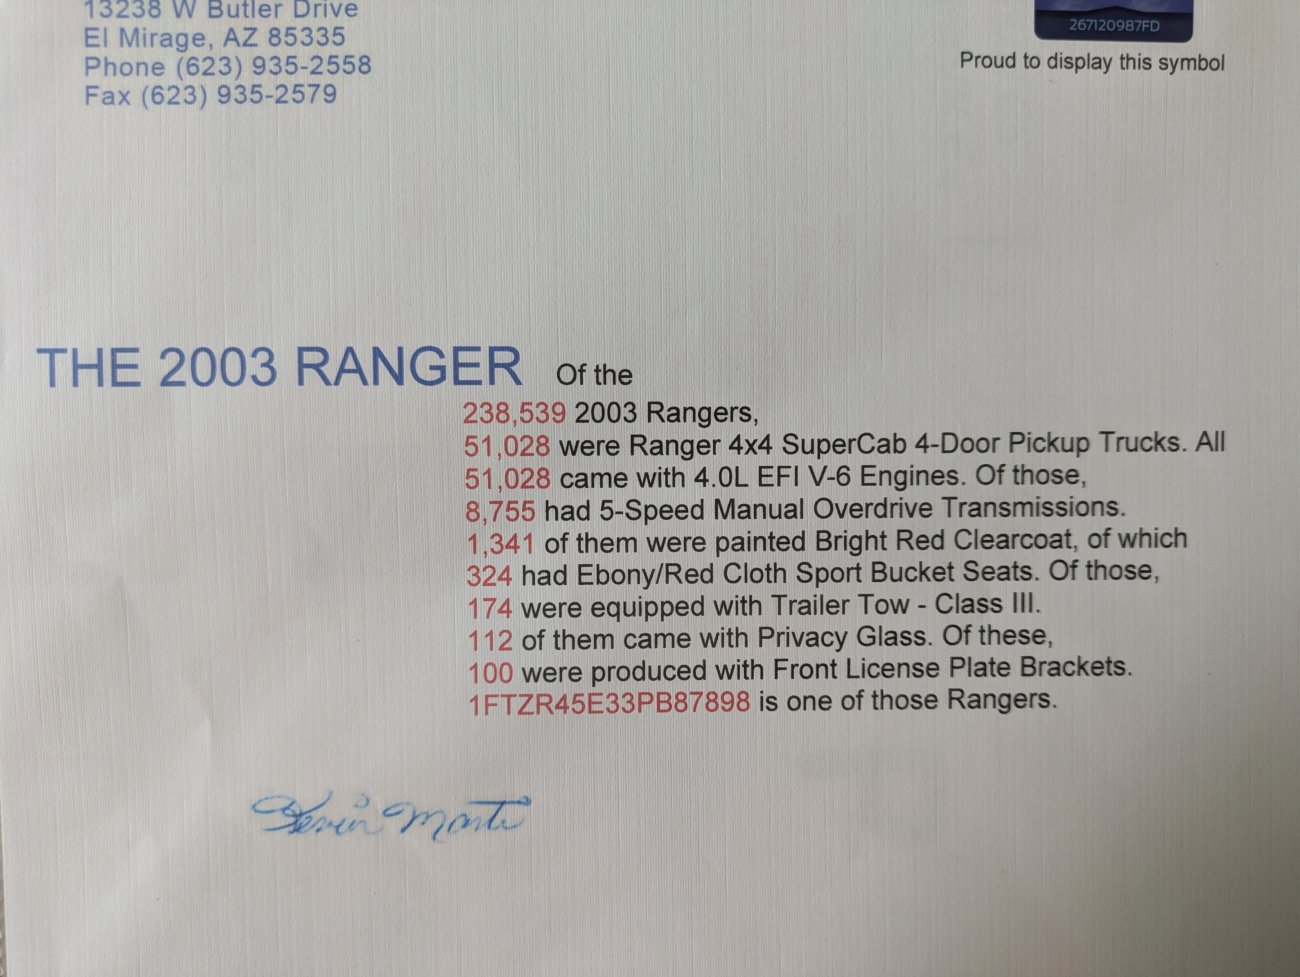 13238 W Butler Drive
El Mirage, AZ 85335
Phone (623) 935-2558
Fax (623) 935-2579
267120987FD
Proud to display this symbol
THE 2003 RANGER Of the
238,539 2003 Rangers,
51,028 were Ranger 4x4 SuperCab 4-Door Pickup Trucks. All
51,028 came with 4.0L EFI V-6 Engines. Of those,
8,755 had 5-Speed Manual Overdrive Transmissions.
1,341 of them were painted Bright Red Clearcoat, of which
324 had Ebony/Red Cloth Sport Bucket Seats. Of those,
174 were equipped with Trailer Tow - Class III.
112 of them came with Privacy Glass. Of these,
100 were produced with Front License Plate Brackets.
1FTZR45E33PB87898 is one of those Rangers.
Kevin Marti